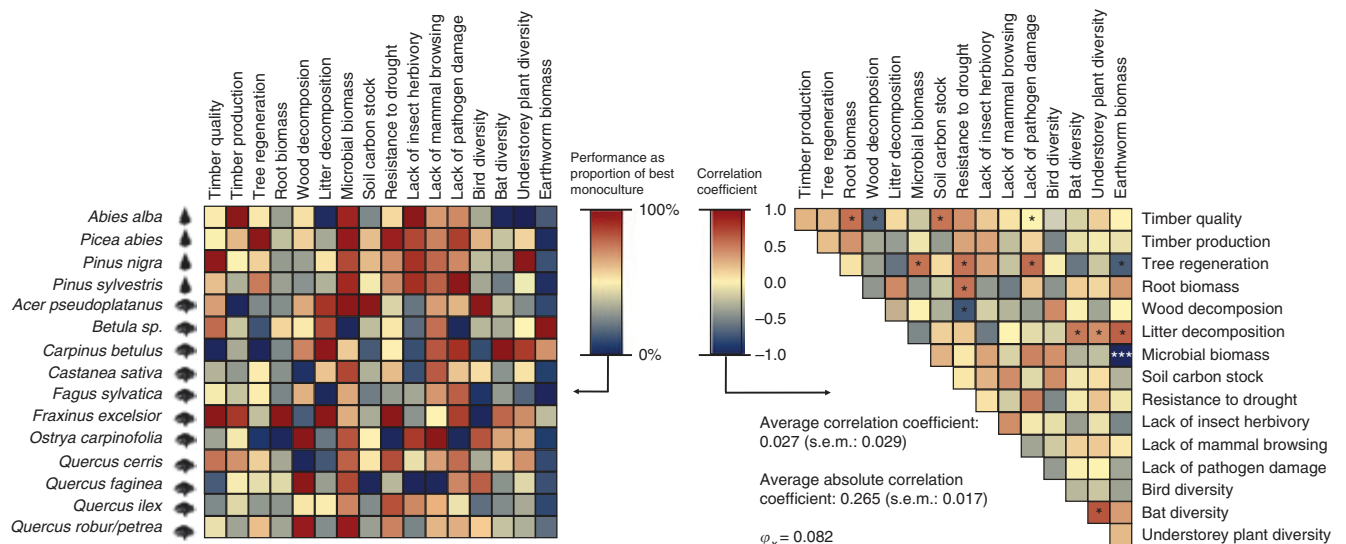 Timber quality
Timber production
Tree regeneration
Root biomass
Wood decomposition
Litter decomposition
Microbial biomass
Soil carbon stock
Resistance to drought
Lack of insect herbivory
Lack of mammal browsing
Lack of pathogen damage
Bird diversity
Bat diversity
Understorey plant diversity
Earthworm biomass
Abies alba
Picea abies
Pinus nigra
Pinus sylvestris
Acer pseudoplatanus
Betula sp.
Carpinus betulus
Castanea sativa
Fagus sylvatica
Fraxinus excelsior
Ostrya carpinofolia
Quercus cerris
Quercus faginea
Quercus ilex
Quercus robur/petrea
Performance as
proportion of best
monoculture
100%
0%
Correlation
coefficient
1.0
0.5
0.0
−0.5
−1.0
Timber production
Tree regeneration
Root biomass
Wood decomposion
Litter decomposition
Microbial biomass
Soil carbon stock
Resistance to drought
Lack of insect herbivory
Lack of mammal browsing
Lack of pathogen damage
Bird diversity
Bat diversity
Understorey plant diversity
Earthworm biomass
* * * *
Timber quality
Timber production
* * * *
Tree regeneration
*
Root biomass
*
Wood decomposion
* * *
Litter decomposition
***
Microbial biomass
Soil carbon stock
Resistance to drought
Lack of insect herbivory
Lack of mammal browsing
Lack of pathogen damage
Bird diversity
*
Bat diversity
Understorey plant diversity
Average correlation coefficient:
0.027 (s.e.m.: 0.029)
Average absolute correlation
coefficient: 0.265 (s.e.m.: 0.017)
= 0.082